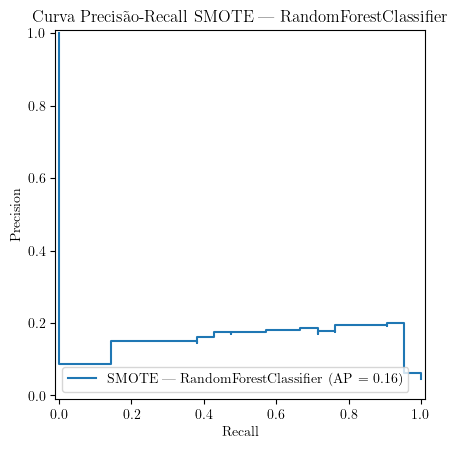 Curva Precisão-Recall SMOTE — RandomForestClassifier
1.0
0.8
0.6
0.4
0.2
0.0
Precision
SMOTE — RandomForestClassifier (AP = 0.16)
0.0 0.2 0.4 0.6 0.8 1.0
Recall